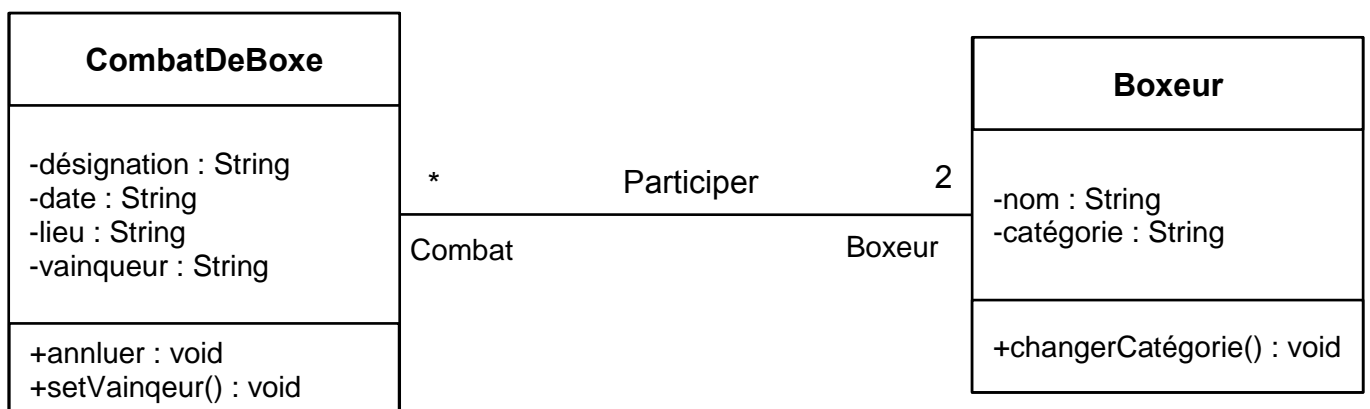 CombatDeBoxe
-désignation : String
-date : String
-lieu : String
-vainqueur : String
+annluer : void
+setVainqeur() : void
*
Participer
2
Combat
Boxeur
Boxeur
-nom : String
-catégorie : String
+changerCatégorie() : void